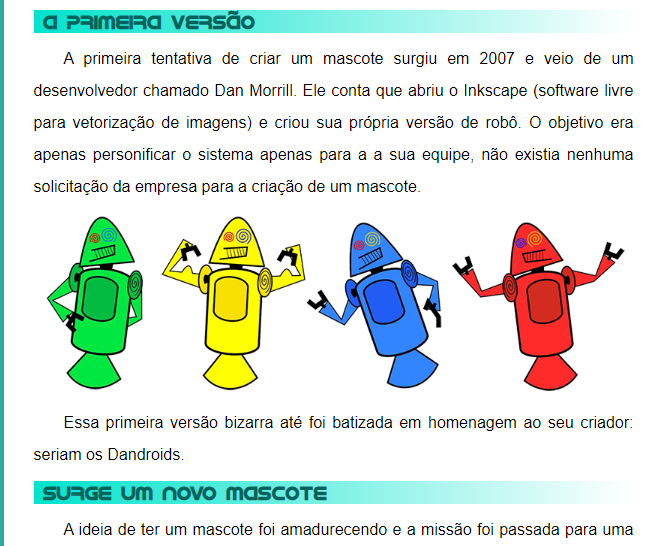 A PRIMEIRA VERSÃO
A primeira tentativa de criar um mascote surgiu em 2007 e veio de um
desenvolvedor chamado Dan Morrill. Ele conta que abriu o Inkscape (software livre
para vetorização de imagens) e criou sua própria versão de robô. O objetivo era
apenas personificar o sistema apenas para a a sua equipe, não existia nenhuma
solicitação da empresa para a criação de um mascote.
Essa primeira versão bizarra até foi batizada em homenagem ao seu criador:
seriam os Dandroids.
SURGE UM NOVO MASCOTE
A ideia de ter um mascote foi amadurecendo e a missão foi passada para uma